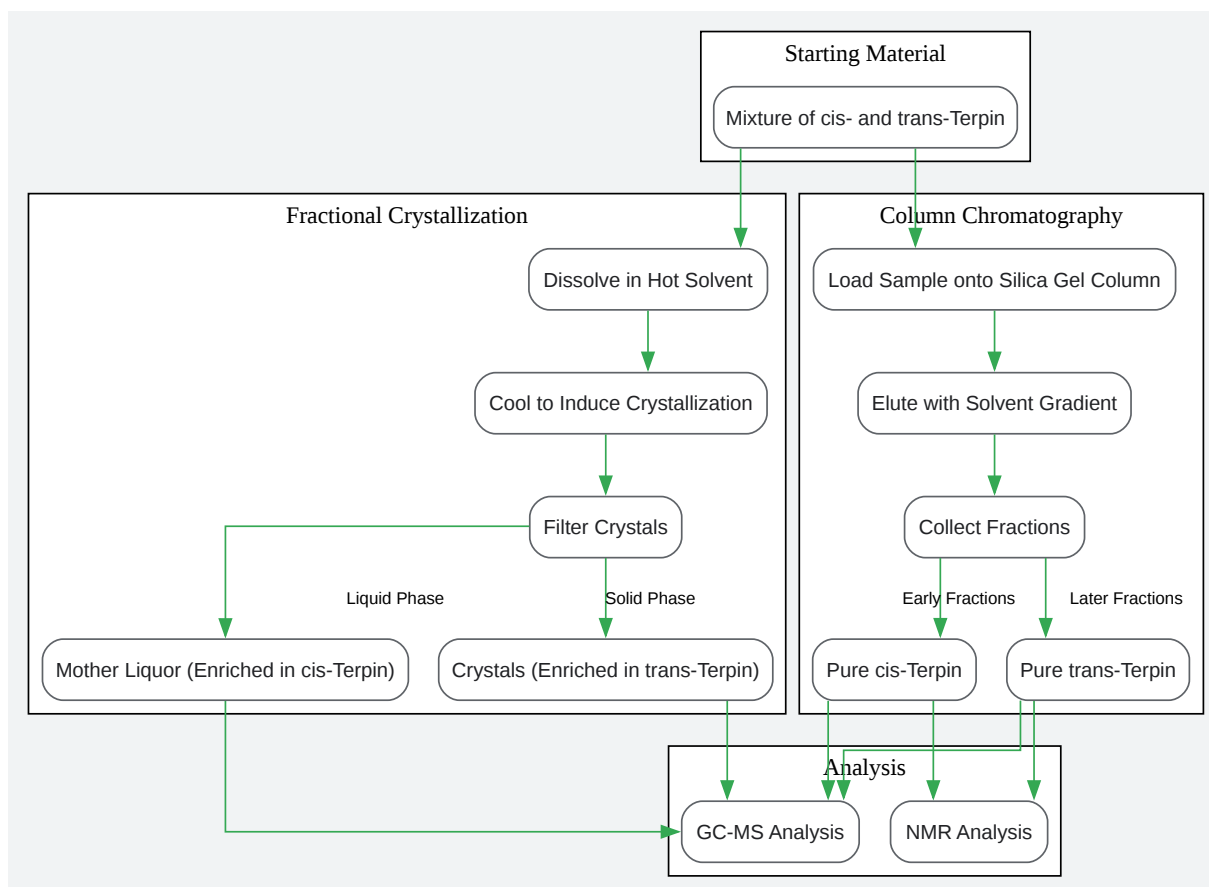 Starting Material
Mixture of cis- and trans-Terpin
Fractional Crystallization
Dissolve in Hot Solvent
Cool to Induce Crystallization
Filter Crystals
Liquid Phase
Solid Phase
Mother Liquor (Enriched in cis-Terpin)
Crystals (Enriched in trans-Terpin)
Column Chromatography
Load Sample onto Silica Gel Column
Elute with Solvent Gradient
Collect Fractions
Early Fractions
Later Fractions
Pure cis-Terpin
Pure trans-Terpin
Analysis
GC-MS Analysis
NMR Analysis